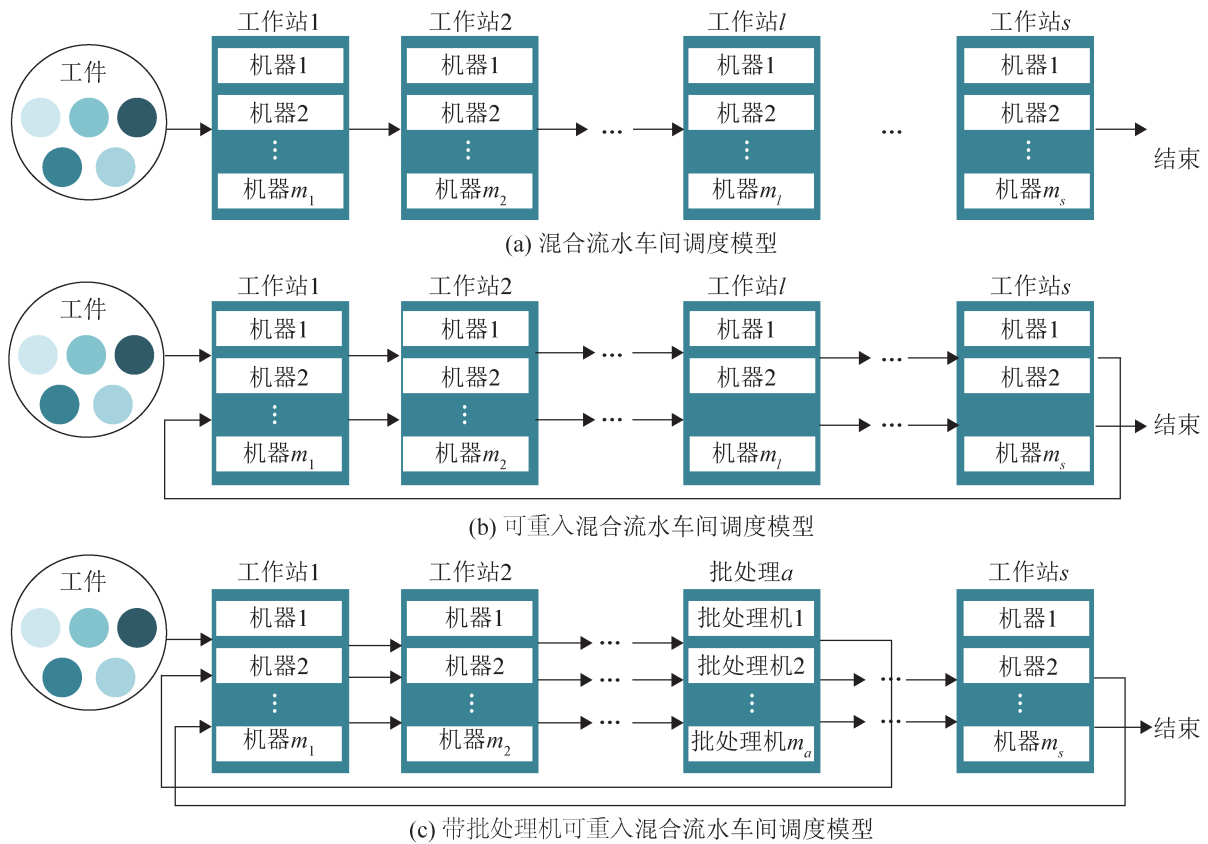 工作站1 工作站2 工作站l 工作站s
工件
机器1 机器1 机器1 机器1
机器2 机器2 机器2 机器2
⋮ ⋮ ⋮ ⋮
... ...
机器m1 机器m2 机器ml 机器ms
结束
(a) 混合流水车间调度模型
工作站1 工作站2 工作站l 工作站s
工件
机器1 机器1 机器1 机器1
... ...
机器2 机器2 机器2 机器2
⋮ ⋮
... ...
结束
机器m1 机器m2 机器ml 机器ms
(b) 可重入混合流水车间调度模型
工作站1 工作站2 批处理a 工作站s
工件
机器1 机器1 批处理机1 机器1
...
机器2 机器2 批处理机2 机器2
... ...
⋮ ⋮ ⋮ ⋮
... ...
机器m1 机器m2 批处理机ma 机器ms
结束
(c) 带批处理机可重入混合流水车间调度模型